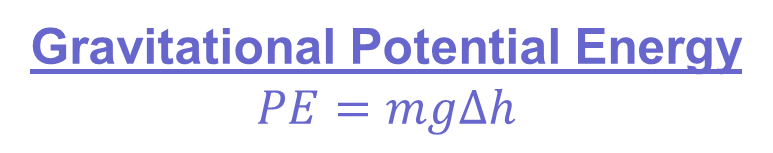 Gravitational Potential Energy
PE = mgΔh